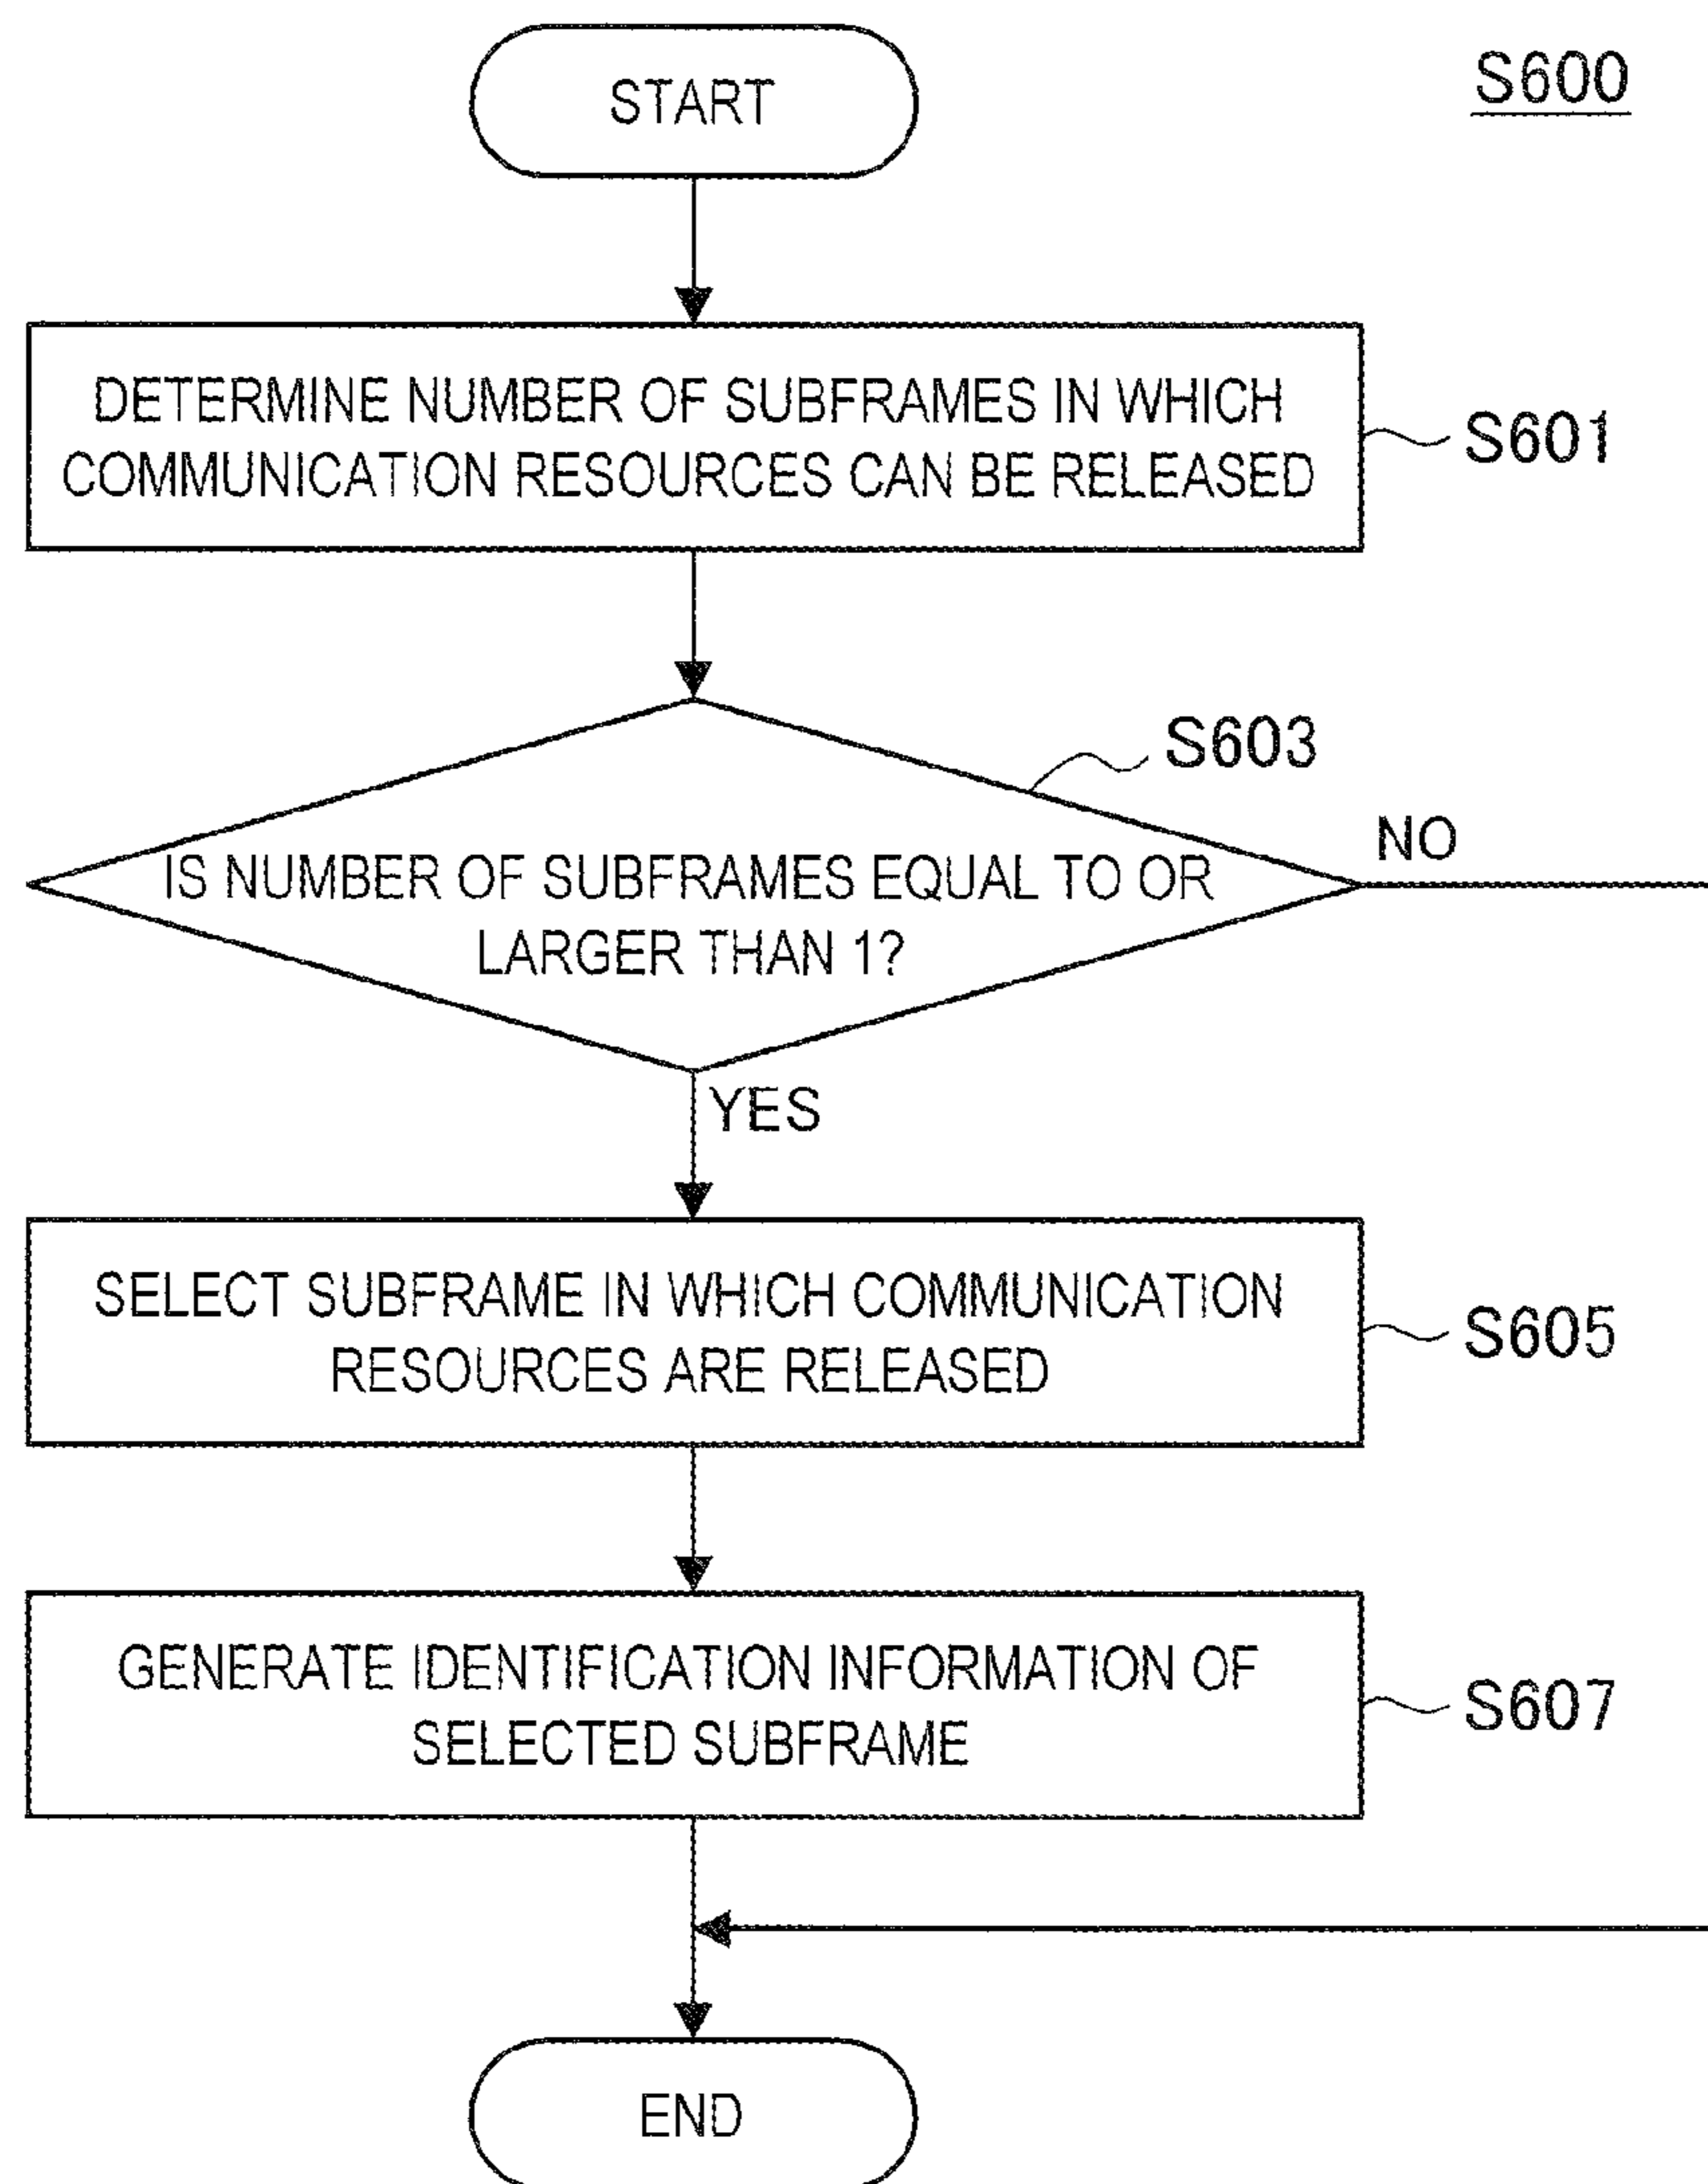 START
S600
DETERMINE NUMBER OF SUBFRAMES IN WHICH
COMMUNICATION RESOURCES CAN BE RELEASED
S601
S603
IS NUMBER OF SUBFRAMES EQUAL TO OR
LARGER THAN 1?
NO
YES
SELECT SUBFRAME IN WHICH COMMUNICATION
RESOURCES ARE RELEASED
S605
GENERATE IDENTIFICATION INFORMATION OF
SELECTED SUBFRAME
S607
END